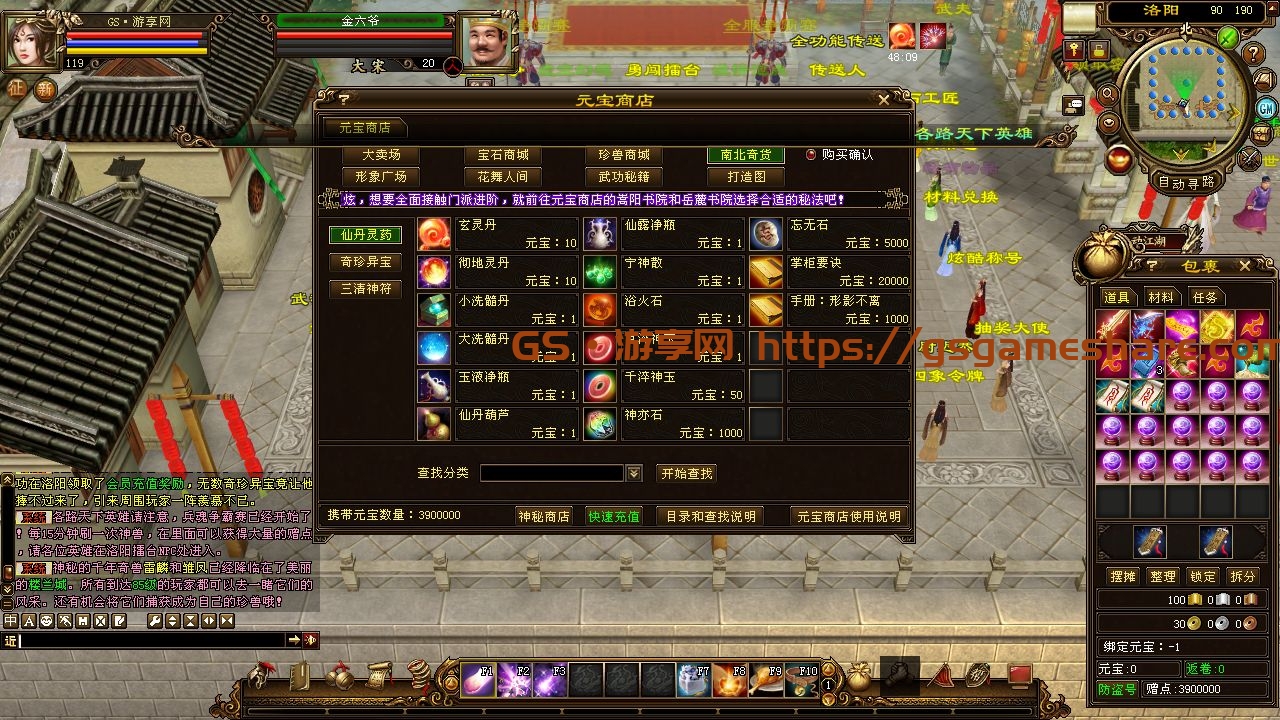 GS·游享网
119
金六爷
大宋
20
征
新
勇闯擂台
传送人
全功能传送
48:09
武夫
洛阳
90
190
北
GM
自动寻路
各路天下英雄
材料兑换
炫酷称号
抽奖大使
四象令牌
元宝商店
元宝商店
大卖场
宝石商城
珍兽商城
南北奇货
购买确认
形象广场
花舞人间
武功秘籍
打造图
炫，想要全面接触门派进阶，就前往元宝商店的嵩阳书院和岳麓书院选择合适的秘法吧！
仙丹灵药
奇珍异宝
三清神符
玄灵丹
元宝：10
仙露净瓶
元宝：1
忘无石
元宝：5000
彻地灵丹
元宝：10
宁神散
元宝：1
掌柜要诀
元宝：20000
小洗髓丹
元宝：1
浴火石
元宝：1
手册：形影不离
元宝：1000
大洗髓丹
元宝：1
元宝：1
玉液净瓶
元宝：1
千淬神玉
元宝：50
仙丹葫芦
元宝：1
神亦石
元宝：1000
GS·游享网 https://gsgameshare.com
查找分类
开始查找
携带元宝数量：3900000
神秘商店
快速充值
目录和查找说明
元宝商店使用说明
功在洛阳领取了会员充值奖励，无数奇珍异宝竟让他
捧不过来了，引来周围玩家一阵羡慕不已。
各路天下英雄请注意，兵魂争霸赛已经开始了
！每15分钟刷一次神兽，在里面可以获得大量的赠点
，请各位英雄在洛阳擂台NPC处进入。
神秘的千年奇兽雷麟和雏凤已经降临在了美丽
的楼兰城。所有到达85级的玩家都可以去一睹它们的
风采。还有机会将它们捕获成为自己的珍兽哦！
近
F1
F2
F3
F7
F8
F9
F10
包裹
道具
材料
任务
摆摊
整理
锁定
拆分
100
0
0
30
0
0
绑定元宝：-1
元宝：0
返卷：0
防盗号
赠点：3900000